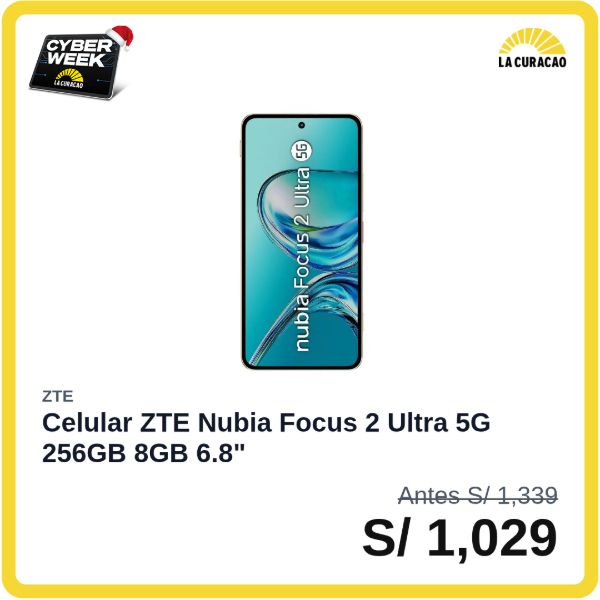 CYBER
WEEK
LA CURACAO
LA CURACAO
nubia Focus 2 Ultra 5G
ZTE
Celular ZTE Nubia Focus 2 Ultra 5G
256GB 8GB 6.8"
Antes S/ 1,339
S/ 1,029